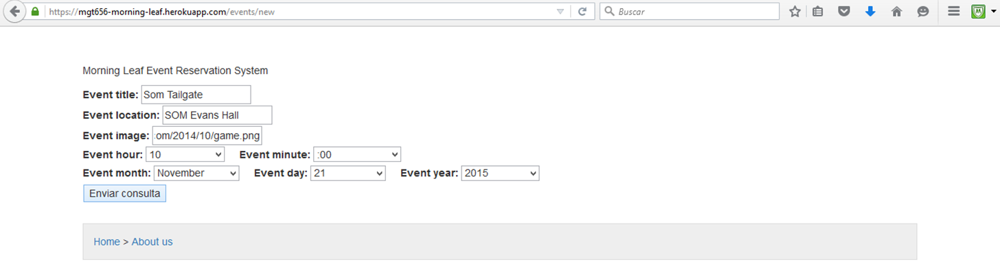 https://mgt656-morning-leaf.herokuapp.com/events/new Buscar
Morning Leaf Event Reservation System
Event title: Som Tailgate
Event location: SOM Evans Hall
Event image: :om/2014/10/game.png
Event hour: 10 Event minute: :00
Event month: November Event day: 21 Event year: 2015
Enviar consulta
Home > About us